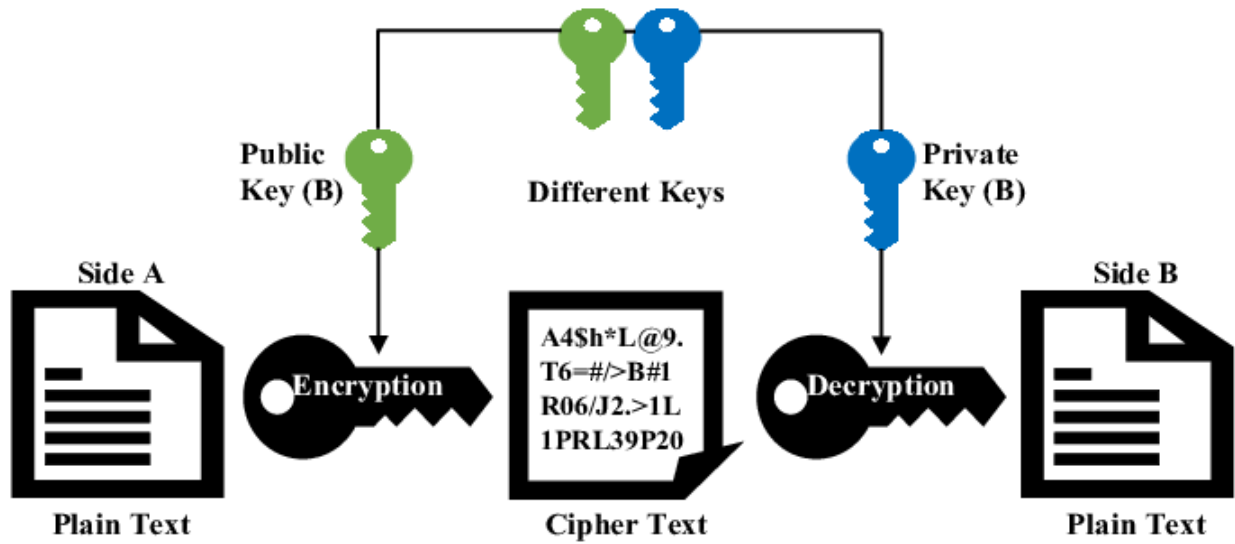 Public
Key (B)
Different Keys
Private
Key (B)
Side A
Side B
Encryption
A4$h*L@9.
T6=#/>B#1
R06/J2.>1L
1PRL39P20
Decryption
Plain Text
Cipher Text
Plain Text